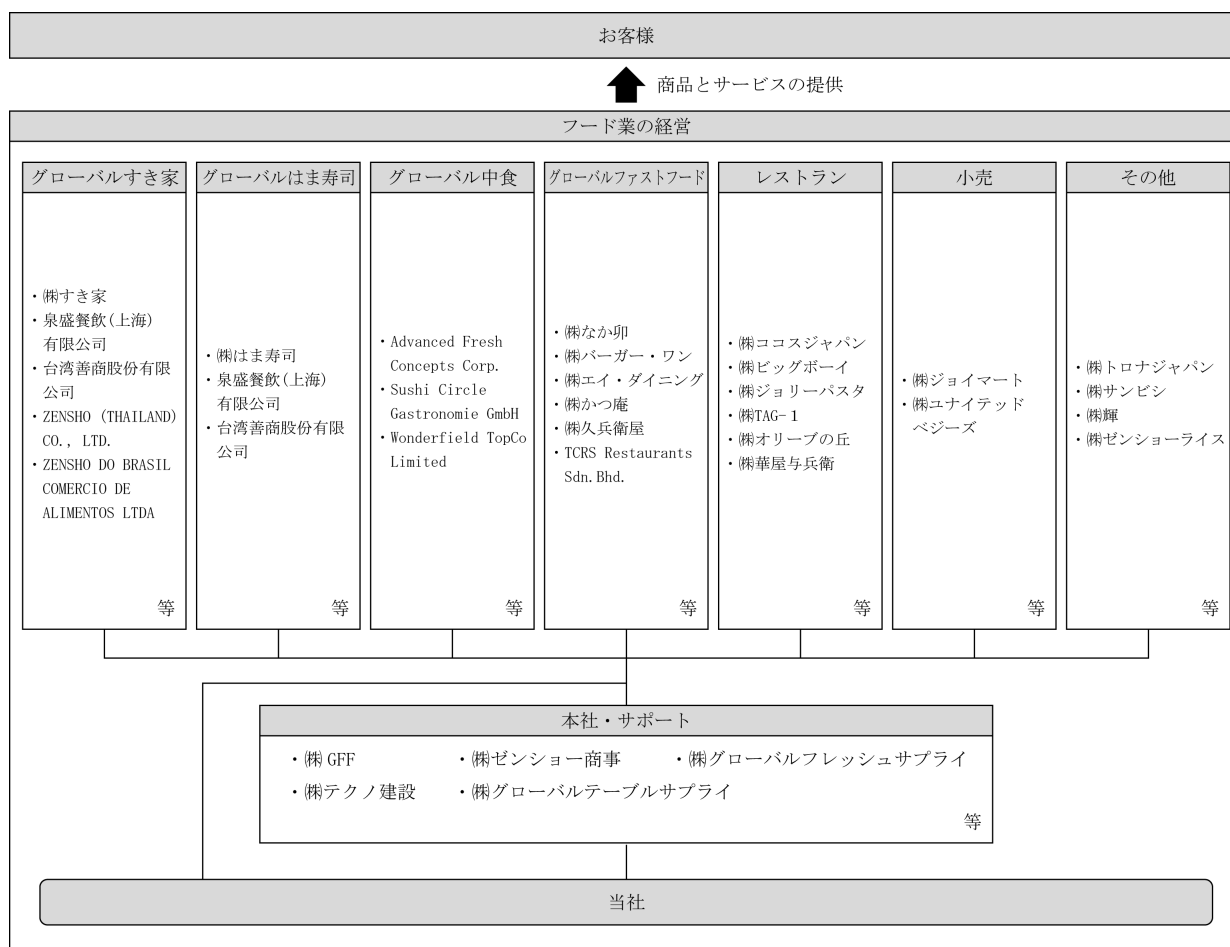 お客様
商品とサービスの提供
フード業の経営
グローバルすき家
・㈱すき家
・泉盛餐飲(上海)
有限公司
・台湾善商股份有限
公司
・ZENSHO (THAILAND)
CO., LTD.
・ZENSHO DO BRASIL
COMERCIO DE
ALIMENTOS LTDA
等
グローバルはま寿司
・㈱はま寿司
・泉盛餐飲(上海)
有限公司
・台湾善商股份有限
公司
等
グローバル中食
・Advanced Fresh
Concepts Corp.
・Sushi Circle
Gastronomie GmbH
・Wonderfield TopCo
Limited
等
グローバルファストフード
・㈱なか卯
・㈱バーガー・ワン
・㈱エイ・ダイニング
・㈱かつ庵
・㈱久兵衛屋
・TCRS Restaurants
Sdn.Bhd.
等
レストラン
・㈱ココスジャパン
・㈱ビッグボーイ
・㈱ジョリーパスタ
・㈱TAG-1
・㈱オリーブの丘
・㈱華屋与兵衛
等
小売
・㈱ジョイマート
・㈱ユナイテッド
ベジーズ
等
その他
・㈱トロナジャパン
・㈱サンビシ
・㈱輝
・㈱ゼンショーライス
等
本社・サポート
・㈱GFF ・㈱ゼンショー商事 ・㈱グローバルフレッシュサプライ
・㈱テクノ建設 ・㈱グローバルテーブルサプライ
等
当社